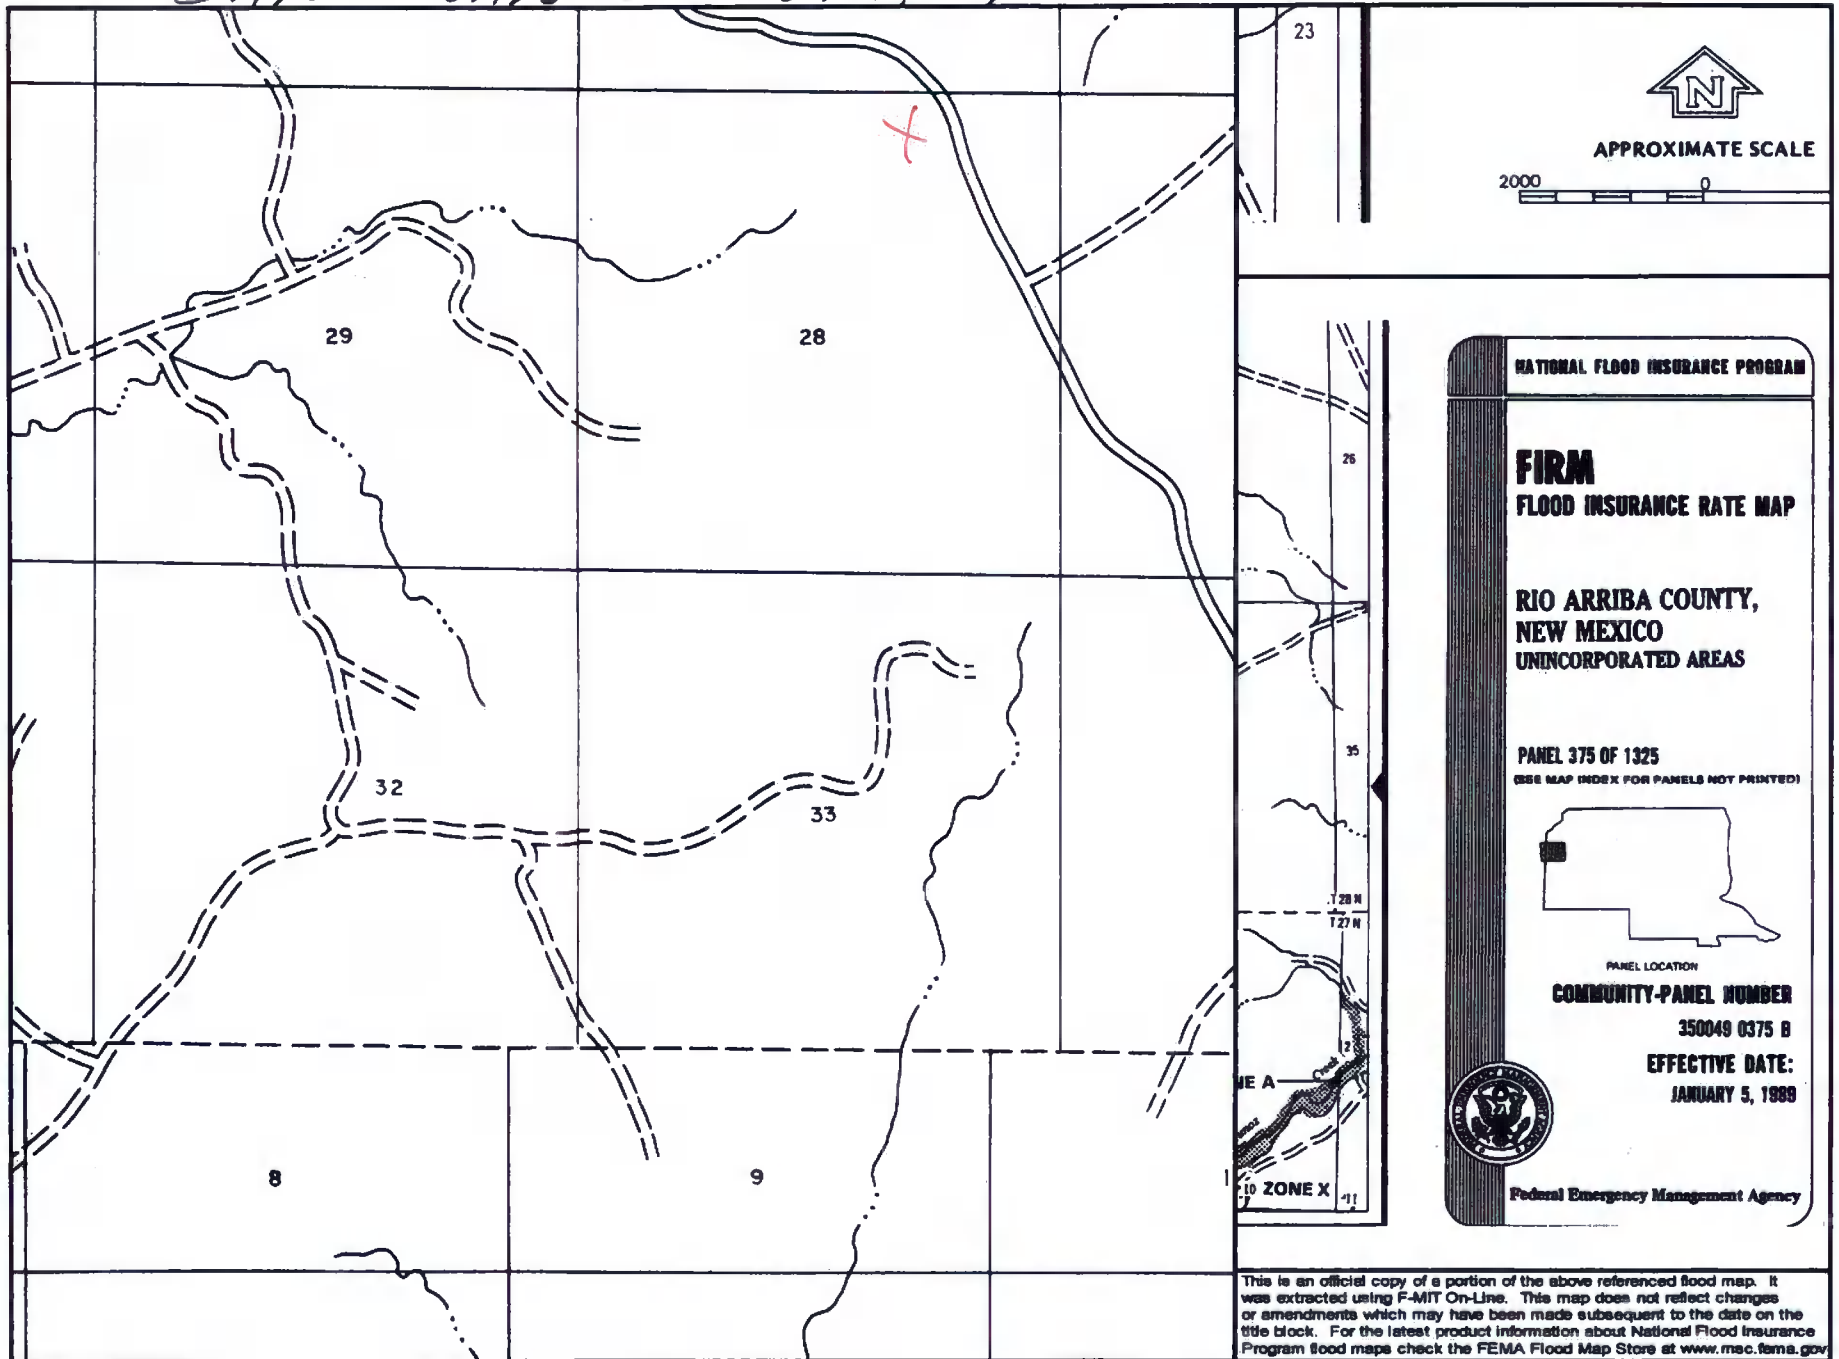 23
N
APPROXIMATE SCALE
2000 0
29
28
32
33
8
9
26
35
T 28 N
T 27 N
2
Creek
NE A
10 ZONE X 11
NATIONAL FLOOD INSURANCE PROGRAM
FIRM
FLOOD INSURANCE RATE MAP
RIO ARRIBA COUNTY,
NEW MEXICO
UNINCORPORATED AREAS
PANEL 375 OF 1325
(SEE MAP INDEX FOR PANELS NOT PRINTED)
PANEL LOCATION
COMMUNITY-PANEL NUMBER
350049 0375 B
EFFECTIVE DATE:
JANUARY 5, 1989
Federal Emergency Management Agency
This is an official copy of a portion of the above referenced flood map. It
was extracted using F-MIT On-Line. This map does not reflect changes
or amendments which may have been made subsequent to the date on the
title block. For the latest product information about National Flood Insurance
Program flood maps check the FEMA Flood Map Store at www.msc.fema.gov